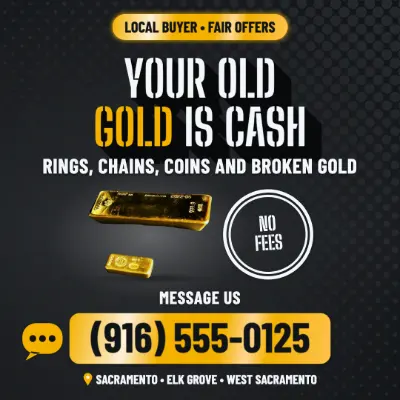 LOCAL BUYER • FAIR OFFERS
YOUR OLD
GOLD IS CASH
RINGS, CHAINS, COINS AND BROKEN GOLD
NO
FEES
MESSAGE US
(916) 555-0125
SACRAMENTO • ELK GROVE • WEST SACRAMENTO